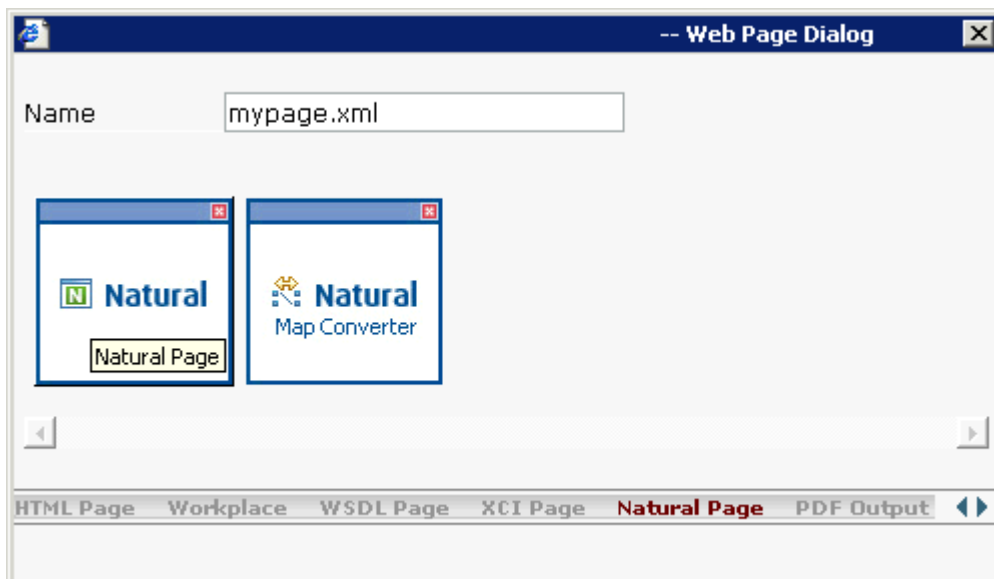 -- Web Page Dialog
Name mypage.xml
N Natural Natural
Map Converter
Natural Page
HTML Page Workplace WSDL Page XCI Page Natural Page PDF Output